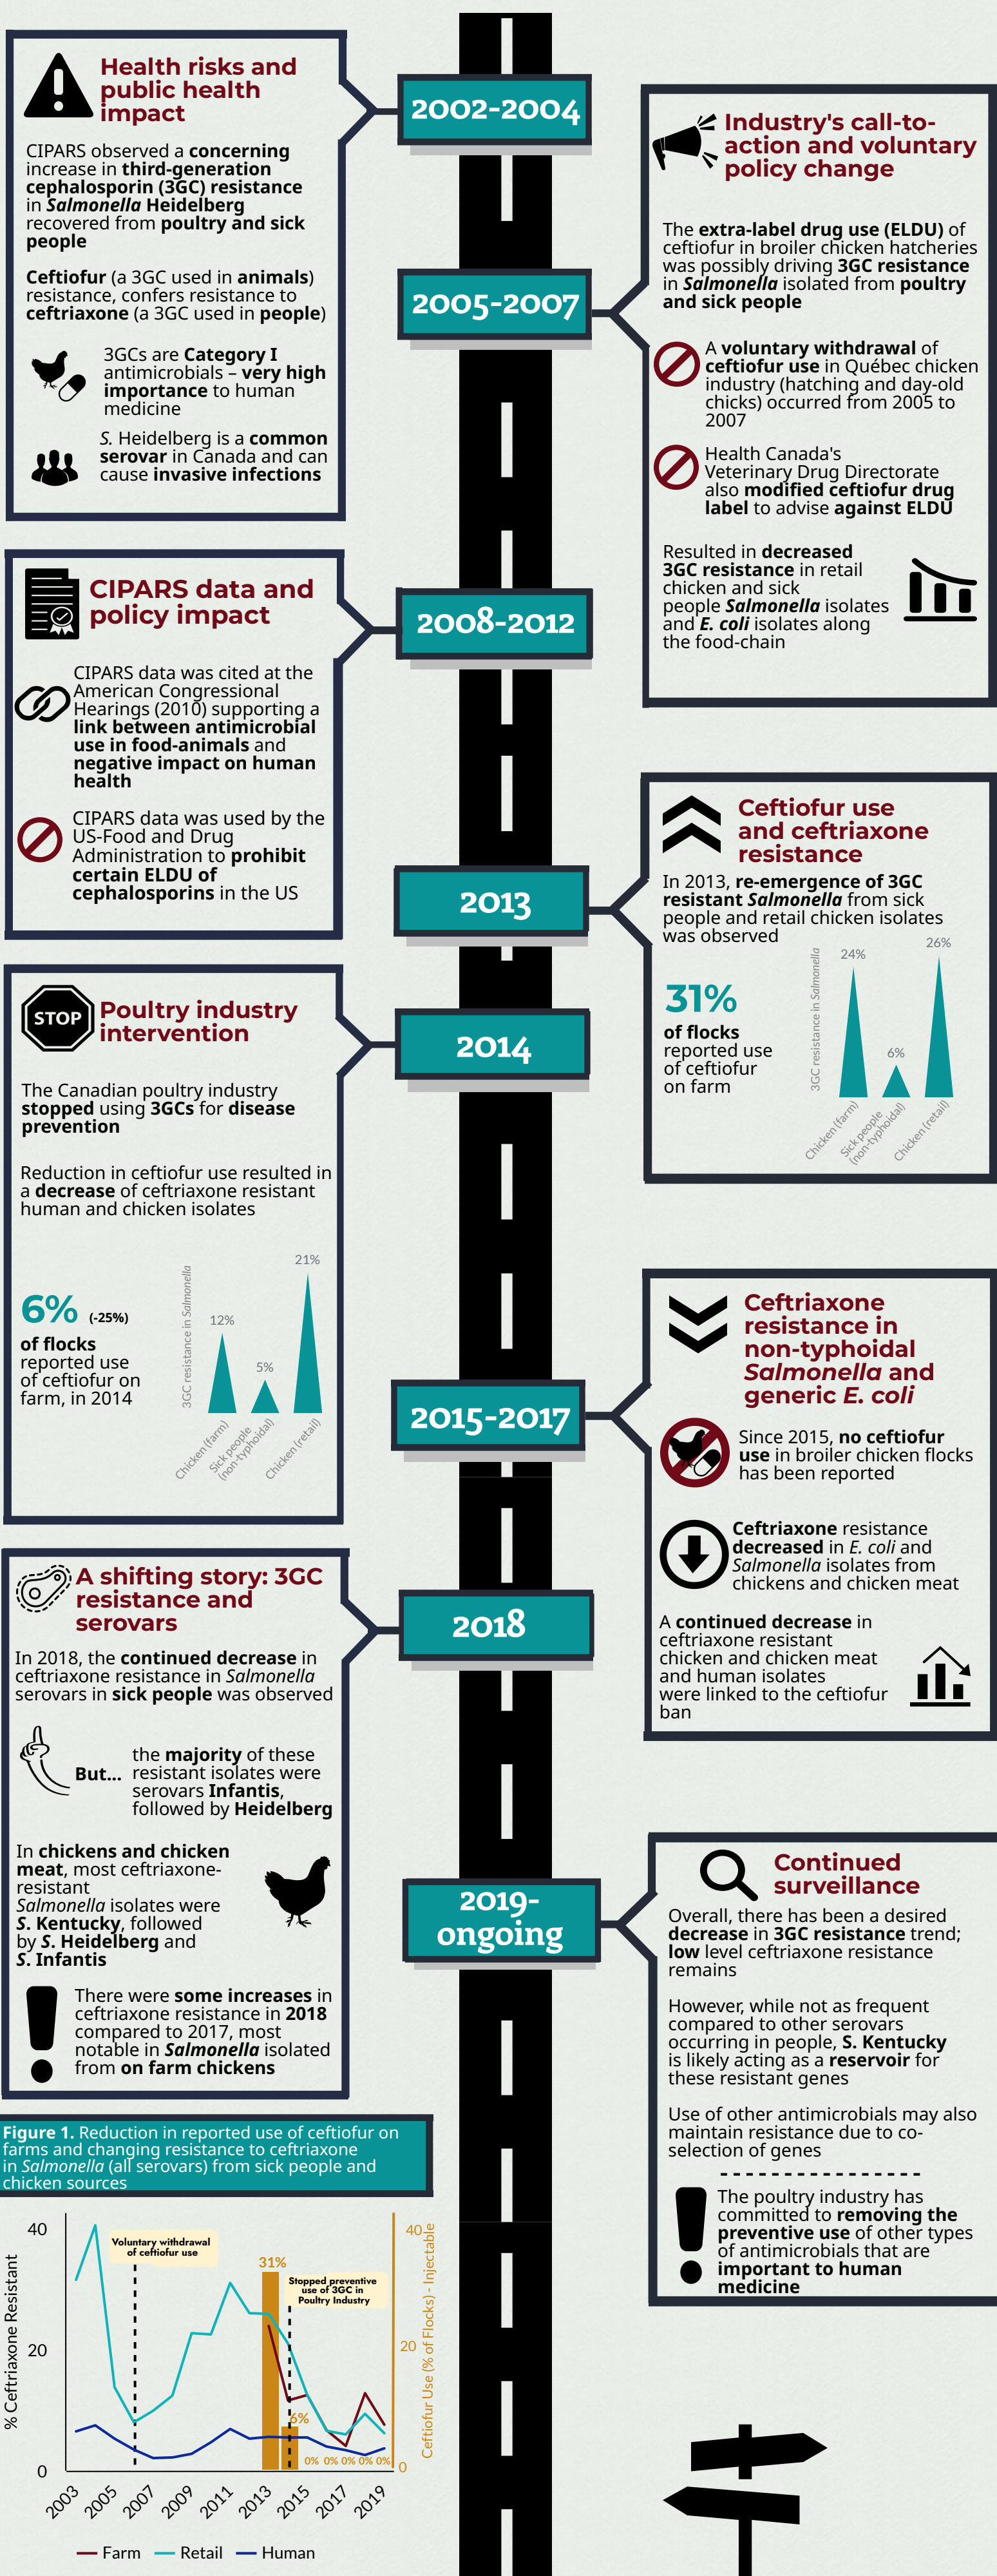 2002-2004
Health risks and
public health
impact
CIPARS observed a concerning
increase in third-generation
cephalosporin (3GC) resistance
in Salmonella Heidelberg
recovered from poultry and sick
people
Ceftiofur (a 3GC used in animals)
resistance, confers resistance to
ceftriaxone (a 3GC used in people)
3GCs are Category I
antimicrobials – very high
importance to human
medicine
S. Heidelberg is a common
serovar in Canada and can
cause invasive infections
2005-2007
Industry's call-to-
action and voluntary
policy change
The extra-label drug use (ELDU) of
ceftiofur in broiler chicken hatcheries
was possibly driving 3GC resistance
in Salmonella isolated from poultry
and sick people
A voluntary withdrawal of
ceftiofur use in Québec chicken
industry (hatching and day-old
chicks) occurred from 2005 to
2007
Health Canada's
Veterinary Drug Directorate
also modified ceftiofur drug
label to advise against ELDU
Resulted in decreased
3GC resistance in retail
chicken and sick
people Salmonella isolates
and E. coli isolates along
the food-chain
2008-2012
CIPARS data and
policy impact
CIPARS data was cited at the
American Congressional
Hearings (2010) supporting a
link between antimicrobial
use in food-animals and
negative impact on human
health
CIPARS data was used by the
US-Food and Drug
Administration to prohibit
certain ELDU of
cephalosporins in the US
2013
Ceftiofur use
and ceftriaxone
resistance
In 2013, re-emergence of 3GC
resistant Salmonella from sick
people and retail chicken isolates
was observed
31%
of flocks
reported use
of ceftiofur
on farm
3GC resistance in Salmonella
24%
6%
26%
Chicken (farm)
Sick people
(non-typhoidal)
Chicken (retail)
2014
STOP
Poultry industry
intervention
The Canadian poultry industry
stopped using 3GCs for disease
prevention
Reduction in ceftiofur use resulted in
a decrease of ceftriaxone resistant
human and chicken isolates
6% (-25%)
of flocks
reported use
of ceftiofur on
farm, in 2014
3GC resistance in Salmonella
12%
5%
21%
Chicken (farm)
Sick people
(non-typhoidal)
Chicken (retail)
2015-2017
Ceftriaxone
resistance in
non-typhoidal
Salmonella and
generic E. coli
Since 2015, no ceftiofur
use in broiler chicken flocks
has been reported
Ceftriaxone resistance
decreased in E. coli and
Salmonella isolates from
chickens and chicken meat
A continued decrease in
ceftriaxone resistant
chicken and chicken meat
and human isolates
were linked to the ceftiofur
ban
2018
A shifting story: 3GC
resistance and
serovars
In 2018, the continued decrease in
ceftriaxone resistance in Salmonella
serovars in sick people was observed
But...
the majority of these
resistant isolates were
serovars Infantis,
followed by Heidelberg
In chickens and chicken
meat, most ceftriaxone-
resistant
Salmonella isolates were
S. Kentucky, followed
by S. Heidelberg and
S. Infantis
There were some increases in
ceftriaxone resistance in 2018
compared to 2017, most
notable in Salmonella isolated
from on farm chickens
2019-
ongoing
Continued
surveillance
Overall, there has been a desired
decrease in 3GC resistance trend;
low level ceftriaxone resistance
remains
However, while not as frequent
compared to other serovars
occurring in people, S. Kentucky
is likely acting as a reservoir for
these resistant genes
Use of other antimicrobials may also
maintain resistance due to co-
selection of genes
The poultry industry has
committed to removing the
preventive use of other types
of antimicrobials that are
important to human
medicine
Figure 1. Reduction in reported use of ceftiofur on
farms and changing resistance to ceftriaxone
in Salmonella (all serovars) from sick people and
chicken sources
% Ceftriaxone Resistant
40
20
0
Voluntary withdrawal
of ceftiofur use
31%
Stopped preventive
use of 3GC in
Poultry Industry
6%
0% 0% 0% 0% 0%
40
20
0
Ceftiofur Use (% of Flocks) - Injectable
2003 2005 2007 2009 2011 2013 2015 2017 2019
Farm Retail Human